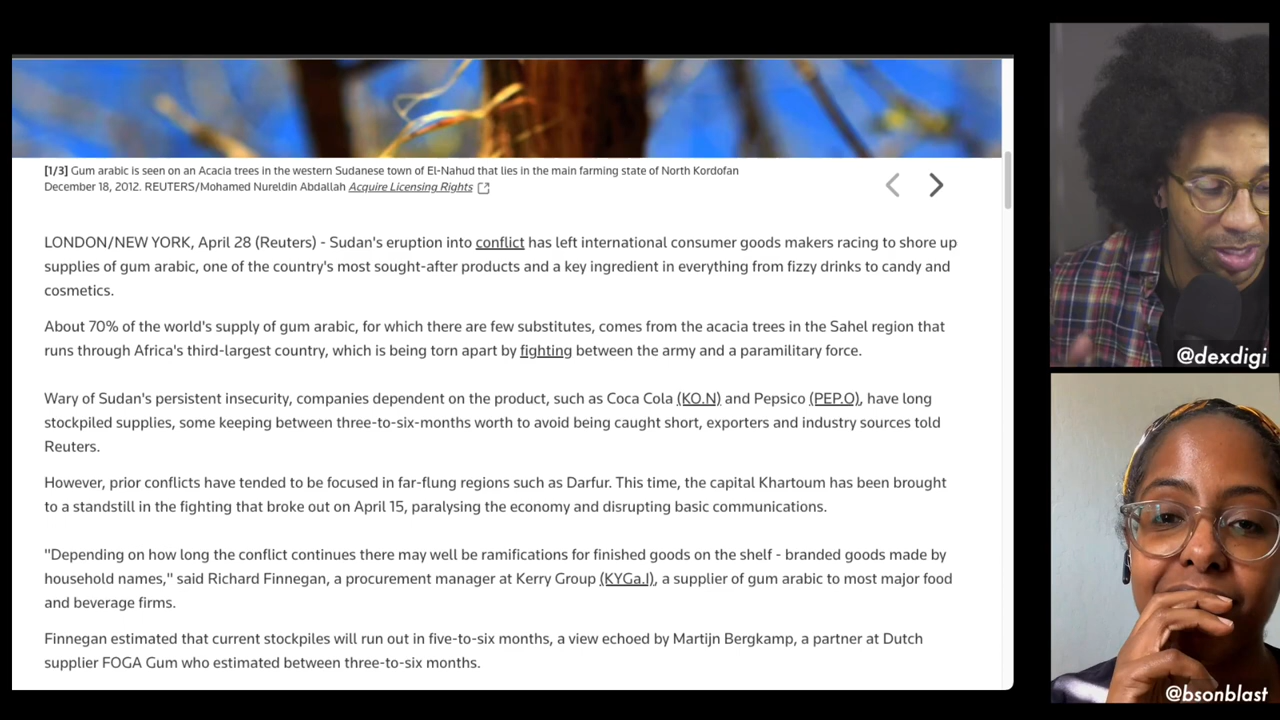 [1/3] Gum arabic is seen on an Acacia trees in the western Sudanese town of El-Nahud that lies in the main farming state of North Kordofan
December 18, 2012. REUTERS/Mohamed Nureldin Abdallah Acquire Licensing Rights
LONDON/NEW YORK, April 28 (Reuters) - Sudan's eruption into conflict has left international consumer goods makers racing to shore up
supplies of gum arabic, one of the country's most sought-after products and a key ingredient in everything from fizzy drinks to candy and
cosmetics.
About 70% of the world's supply of gum arabic, for which there are few substitutes, comes from the acacia trees in the Sahel region that
runs through Africa's third-largest country, which is being torn apart by fighting between the army and a paramilitary force.
Wary of Sudan's persistent insecurity, companies dependent on the product, such as Coca Cola (KO.N) and Pepsico (PEP.O), have long
stockpiled supplies, some keeping between three-to-six-months worth to avoid being caught short, exporters and industry sources told
Reuters.
However, prior conflicts have tended to be focused in far-flung regions such as Darfur. This time, the capital Khartoum has been brought
to a standstill in the fighting that broke out on April 15, paralysing the economy and disrupting basic communications.
"Depending on how long the conflict continues there may well be ramifications for finished goods on the shelf - branded goods made by
household names," said Richard Finnegan, a procurement manager at Kerry Group (KYGa.I), a supplier of gum arabic to most major food
and beverage firms.
Finnegan estimated that current stockpiles will run out in five-to-six months, a view echoed by Martijn Bergkamp, a partner at Dutch
supplier FOGA Gum who estimated between three-to-six months.
@dexdigi
@bsonblast